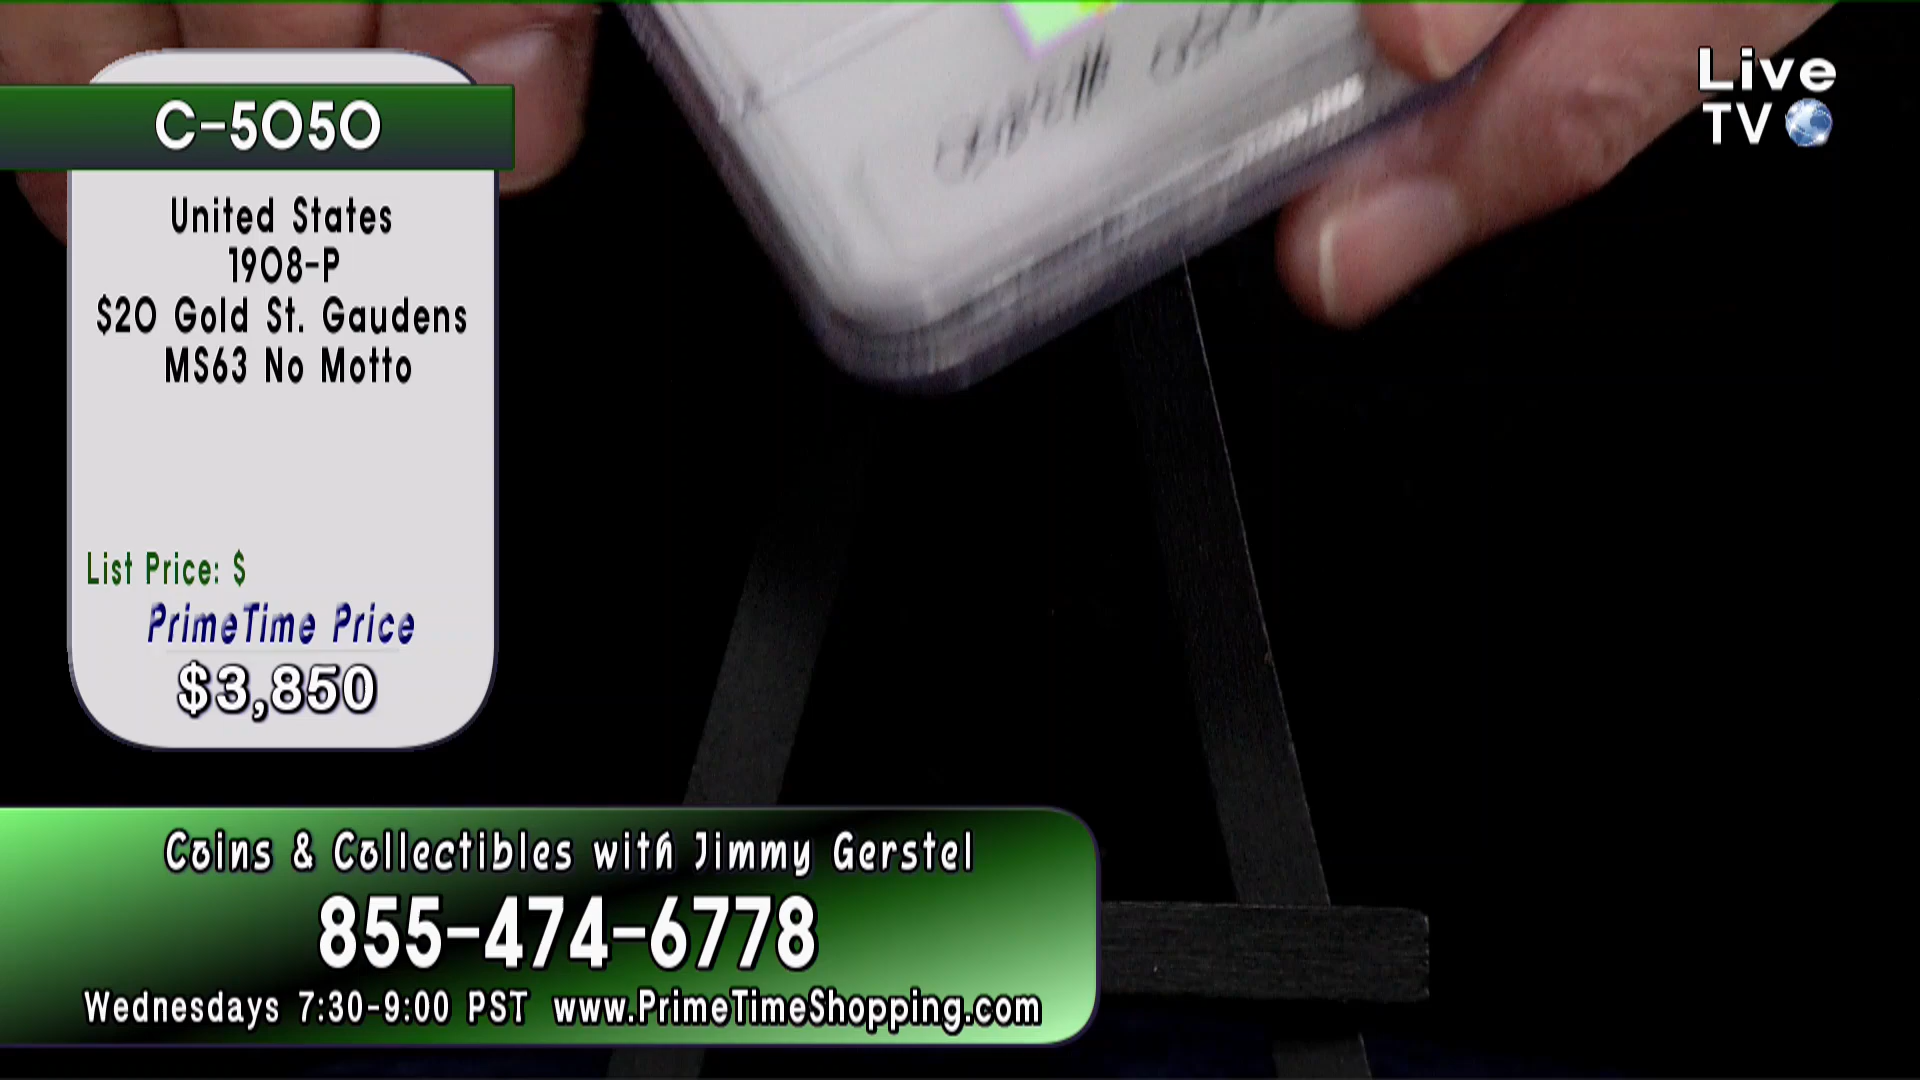 C-5050
United States
1908-P
$20 Gold St. Gaudens
MS63 No Motto
List Price: $
PrimeTime Price
$3,850
Live
TV
Coins & Collectibles with Jimmy Gerstel
855-474-6778
Wednesdays 7:30-9:00 PST www.PrimeTimeShopping.com